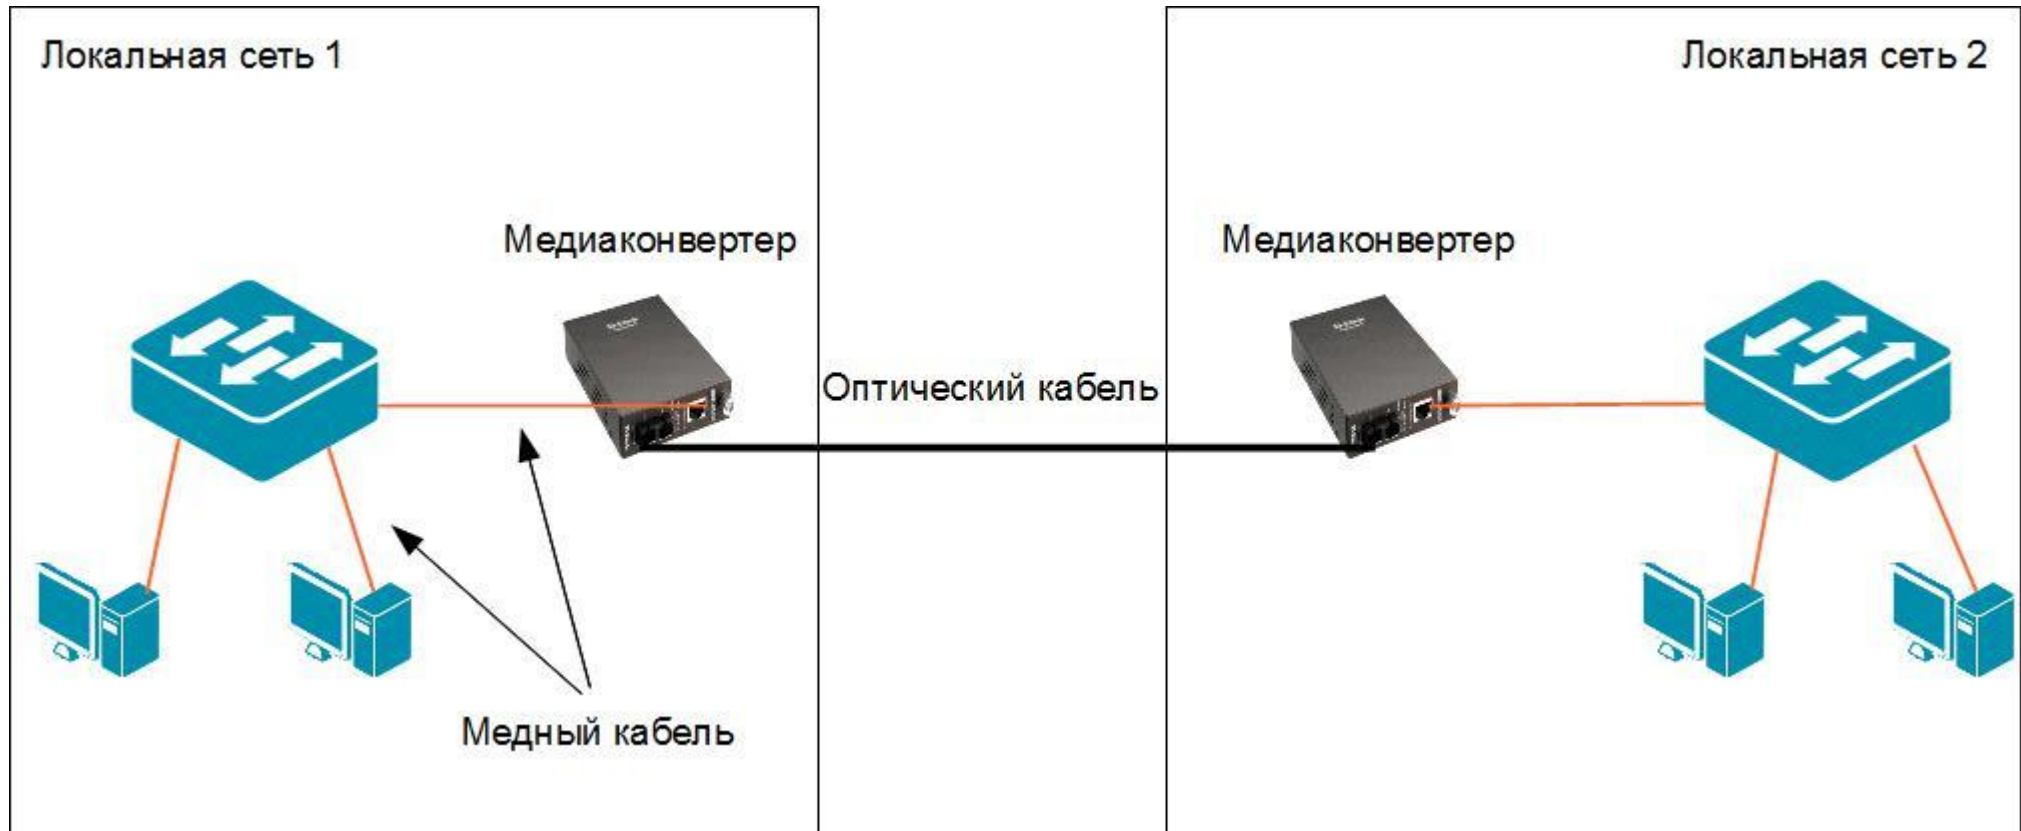 Локальная сеть 1
Локальная сеть 2
Медиаконвертер
Медиаконвертер
Оптический кабель
Медный кабель